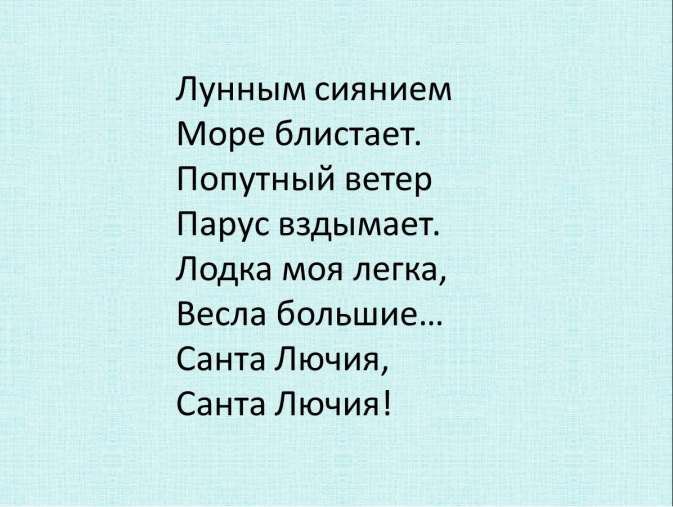 Лунным сиянием
Море блистает.
Попутный ветер
Парус вздымает.
Лодка моя легка,
Весла большие…
Санта Лючия,
Санта Лючия!